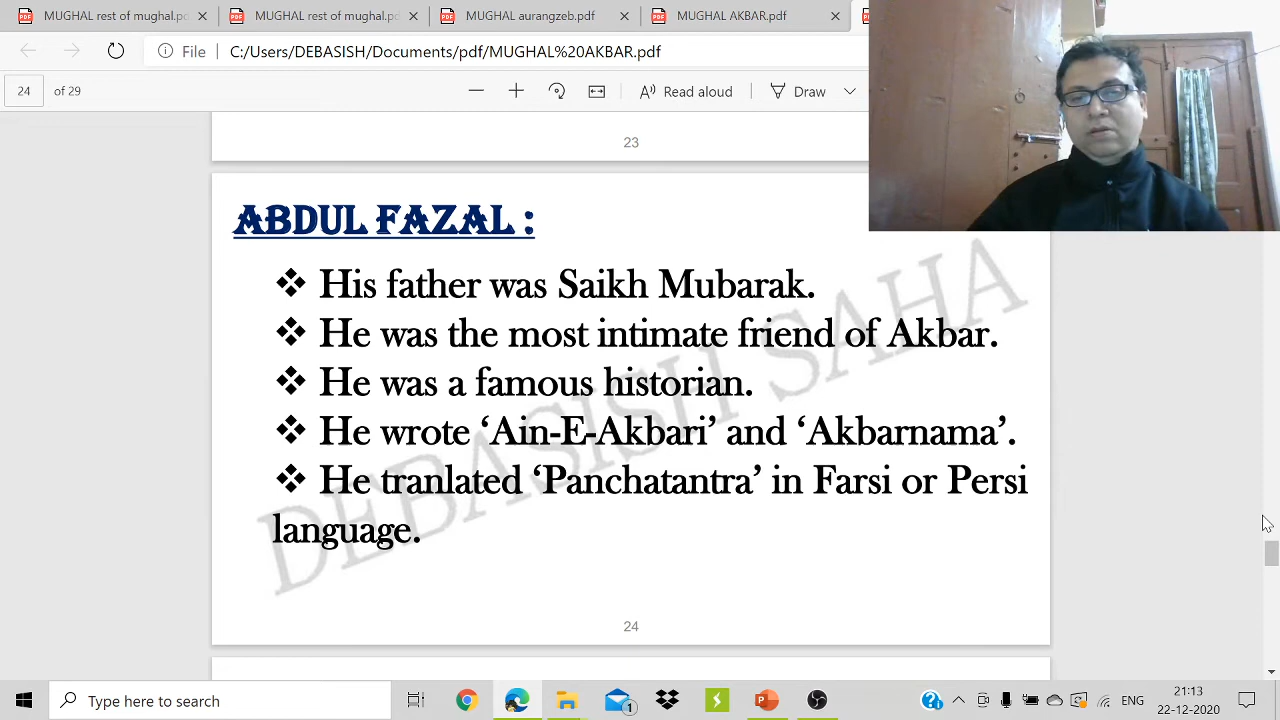 MUGHAL rest of mughal.pd
MUGHAL rest of mughal.pd
MUGHAL aurangzeb.pdf
MUGHAL AKBAR.pdf
File C:/Users/DEBASISH/Documents/pdf/MUGHAL%20AKBAR.pdf
24 of 29
Read aloud
Draw
23
ABDUL FAZAL :
His father was Saikh Mubarak.
He was the most intimate friend of Akbar.
He was a famous historian.
He wrote ‘Ain-E-Akbari’ and ‘Akbarnama’.
He tranlated ‘Panchatantra’ in Farsi or Persi
language.
DEBASISH SAHA
24
Type here to search
1
ENG
21:13
22-12-2020